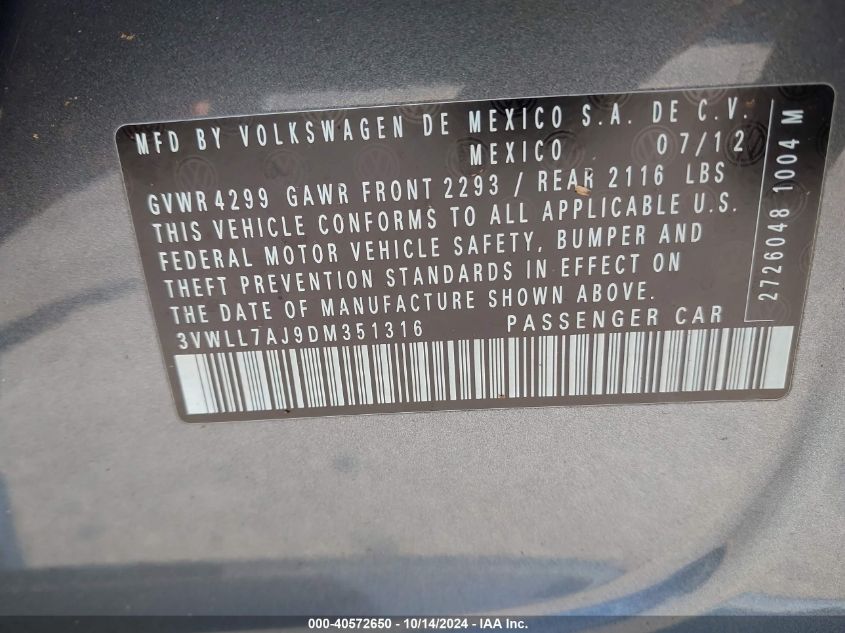 MFD BY VOLKSWAGEN DE MEXICO S.A. DE C.V.
MEXICO 07/12
GVWR 4299 GAWR FRONT 2293 / REAR 2116 LBS
THIS VEHICLE CONFORMS TO ALL APPLICABLE U.S.
FEDERAL MOTOR VEHICLE SAFETY, BUMPER AND
THEFT PREVENTION STANDARDS IN EFFECT ON
THE DATE OF MANUFACTURE SHOWN ABOVE.
3VWLL7AJ9DM351316 PASSENGER CAR
2726048 1004 M
000-40572650 - 10/14/2024 - IAA Inc.